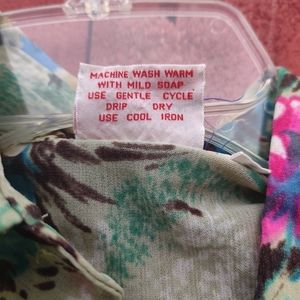 MACHINE WASH WARM
WITH MILD SOAP
USE GENTLE CYCLE
DRIP DRY
USE COOL IRON